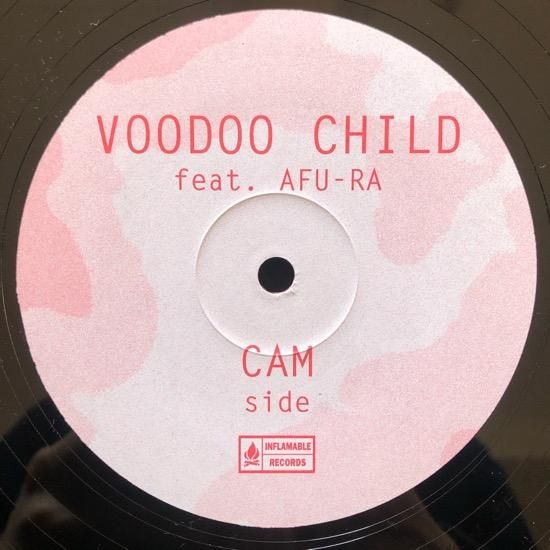 VOODOO CHILD
feat. AFU-RA
CAM
side
INFLAMABLE
RECORDS